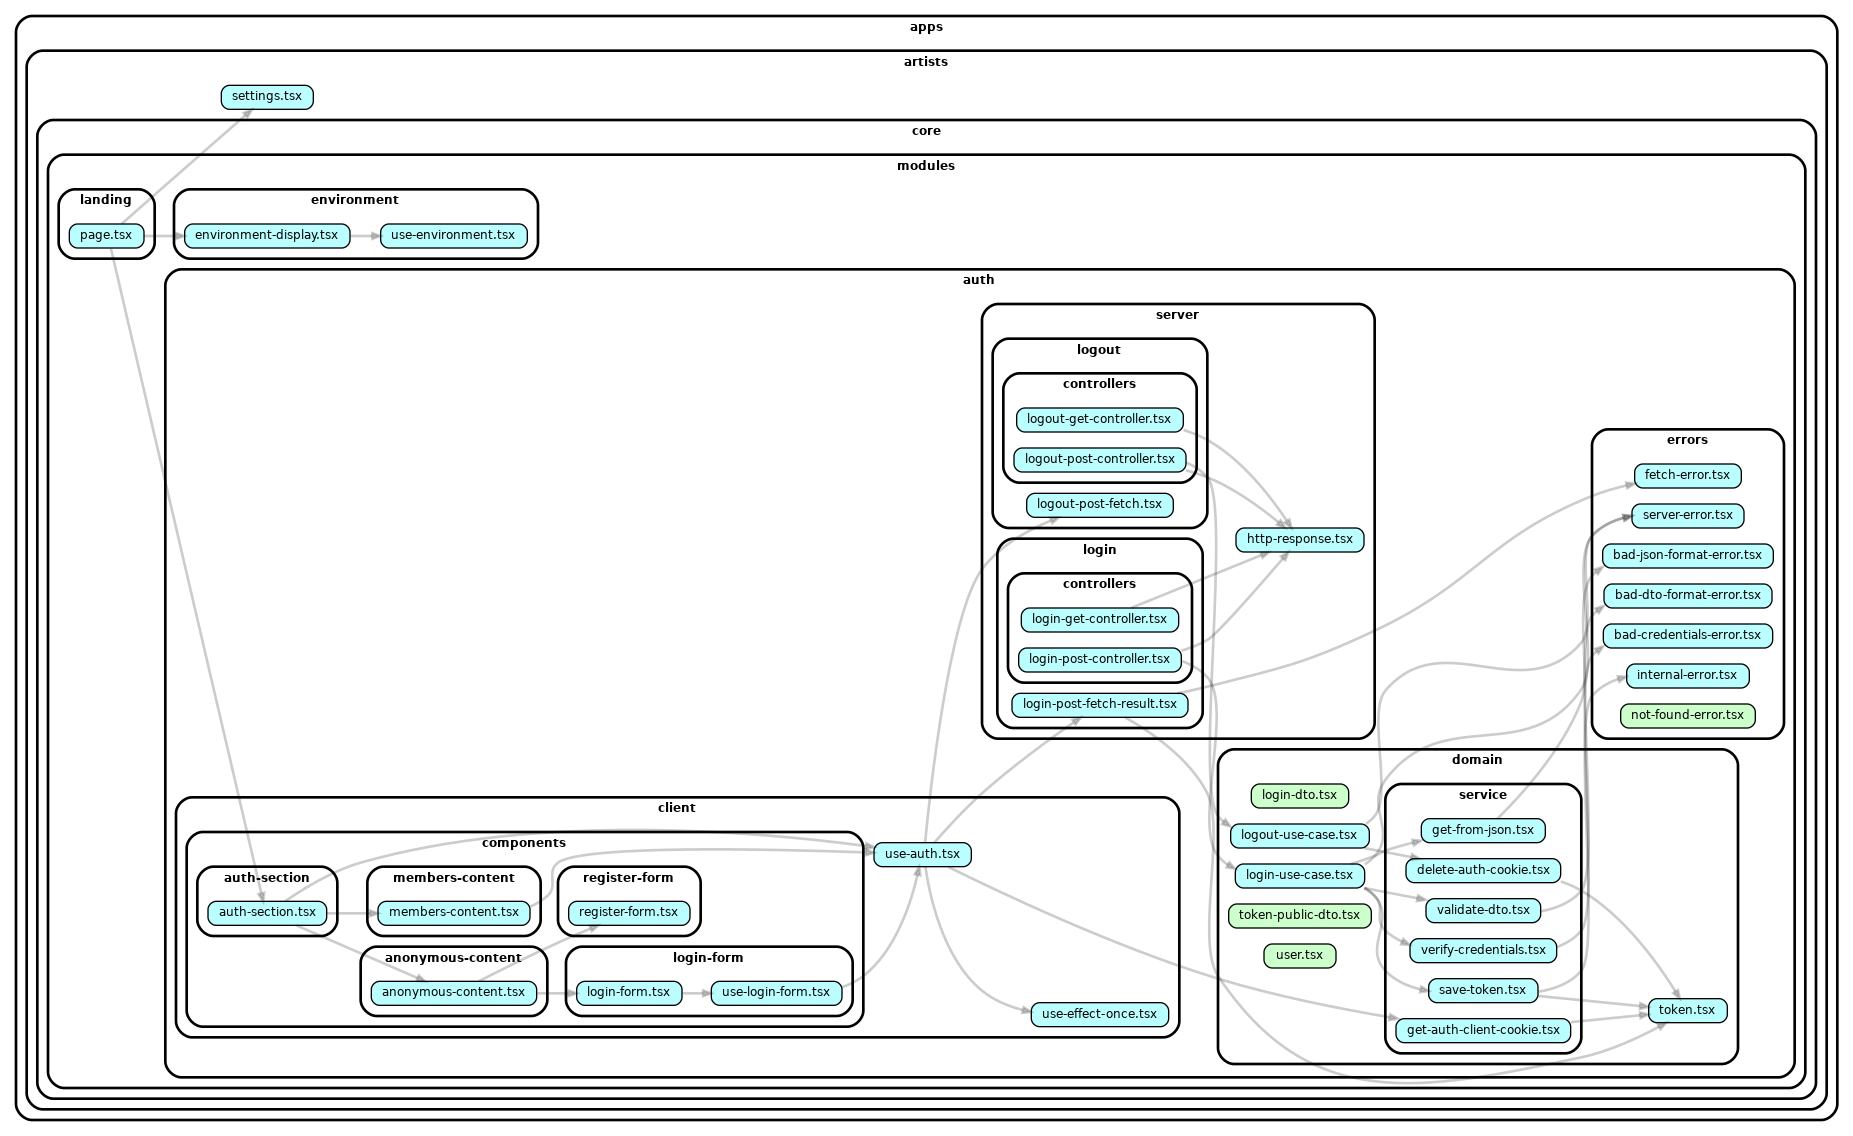 apps
artists
settings.tsx
core
modules
landing
page.tsx
environment
environment-display.tsx
use-environment.tsx
auth
server
logout
controllers
logout-get-controller.tsx
logout-post-controller.tsx
logout-post-fetch.tsx
http-response.tsx
login
controllers
login-get-controller.tsx
login-post-controller.tsx
login-post-fetch-result.tsx
errors
fetch-error.tsx
server-error.tsx
bad-json-format-error.tsx
bad-dto-format-error.tsx
bad-credentials-error.tsx
internal-error.tsx
not-found-error.tsx
client
components
auth-section
auth-section.tsx
members-content
members-content.tsx
register-form
register-form.tsx
anonymous-content
anonymous-content.tsx
login-form
login-form.tsx
use-login-form.tsx
use-auth.tsx
use-effect-once.tsx
domain
login-dto.tsx
logout-use-case.tsx
login-use-case.tsx
token-public-dto.tsx
user.tsx
service
get-from-json.tsx
delete-auth-cookie.tsx
validate-dto.tsx
verify-credentials.tsx
save-token.tsx
get-auth-client-cookie.tsx
token.tsx